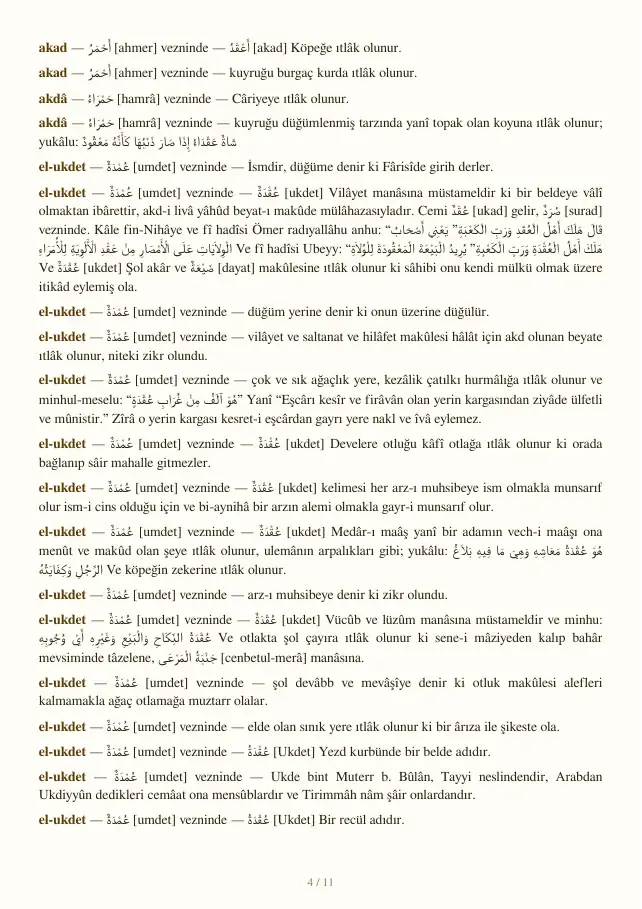 akad — أَحْمَرُ [ahmer] vezninde — أَعْقَدُ [akad] Köpeğe ıtlâk olunur.
akad — أَحْمَرُ [ahmer] vezninde — kuyruğu burgaç kurda ıtlâk olunur.
akdâ — حَمْرَاءُ [hamrâ] vezninde — Câriyeye ıtlâk olunur.
akdâ — حَمْرَاءُ [hamrâ] vezninde — kuyruğu düğümlenmiş tarzında yanî topak olan koyuna ıtlâk olunur;
yukâlu: شَاةٌ عَقْدَاءُ إِذَا صَارَ ذَنَبُهَا كَأَنَّهُ مَعْقُودٌ
el-ukdet — عُمْدَةٌ [umdet] vezninde — İsmdir, düğüme denir ki Fârisîde girih derler.
el-ukdet — عُمْدَةٌ [umdet] vezninde — عُقْدَةٌ [ukdet] Vilâyet manâsına müstameldir ki bir beldeye vâlî
olmaktan ibârettir, akd-i livâ yâhûd beyat-ı makûde mülâhazasıyladır. Cemi عُقَدٌ [ukad] gelir, صُرَدٌ [surad]
vezninde. Kâle fin-Nihâye ve fî hadîsi Ömer radıyallâhu anhu: “قَالَ هَلَكَ أَهْلُ الْعُقَدِ وَرَبِّ الْكَعْبَةِ” يَعْنِي أَصْحَابُ
الْوِلَايَاتِ عَلَى الْأَمْصَارِ مِنْ عَقْدِ الْأَلْوِيَةِ لِلْأُمَرَاءِ Ve fî hadîsi Ubeyy: “هَلَكَ أَهْلُ الْعُقْدَةِ وَرَبِّ الْكَعْبَةِ” يُرِيدُ الْبَيْعَةَ الْمَعْقُودَةَ لِلْوُلَاةِ
Ve عُقْدَةٌ [ukdet] Şol akâr ve ضَيْعَةٌ [dayat] makûlesine ıtlâk olunur ki sâhibi onu kendi mülkü olmak üzere
itikâd eylemiş ola.
el-ukdet — عُمْدَةٌ [umdet] vezninde — düğüm yerine denir ki onun üzerine düğülür.
el-ukdet — عُمْدَةٌ [umdet] vezninde — vilâyet ve saltanat ve hilâfet makûlesi hâlât için akd olunan beyate
ıtlâk olunur, niteki zikr olundu.
el-ukdet — عُمْدَةٌ [umdet] vezninde — çok ve sık ağaçlık yere, kezâlik çatılkı hurmâlığa ıtlâk olunur ve
minhul-meselu: “هُوَ آلَفُ مِنْ غُرَابِ عُقْدَةٍ” Yanî “Eşcârı kesîr ve firâvân olan yerin kargasından ziyâde ülfetli
ve mûnistir.” Zîrâ o yerin kargası kesret-i eşcârdan gayrı yere nakl ve îvâ eylemez.
el-ukdet — عُمْدَةٌ [umdet] vezninde — عُقْدَةٌ [ukdet] Develere otluğu kâfî otlağa ıtlâk olunur ki orada
bağlanıp sâir mahalle gitmezler.
el-ukdet — عُمْدَةٌ [umdet] vezninde — عُقْدَةٌ [ukdet] kelimesi her arz-ı muhsibeye ism olmakla munsarıf
olur ism-i cins olduğu için ve bi-aynihâ bir arzın alemi olmakla gayr-i munsarıf olur.
el-ukdet — عُمْدَةٌ [umdet] vezninde — عُقْدَةٌ [ukdet] Medâr-ı maâş yanî bir adamın vech-i maâşı ona
menût ve makûd olan şeye ıtlâk olunur, ulemânın arpalıkları gibi; yukâlu: هُوَ عُقْدَةُ مَعَاشِهِ وَهِيَ مَا فِيهِ بَلَاغُ
الرَّجُلِ وَكِفَايَتُهُ Ve köpeğin zekerine ıtlâk olunur.
el-ukdet — عُمْدَةٌ [umdet] vezninde — arz-ı muhsibeye denir ki zikr olundu.
el-ukdet — عُمْدَةٌ [umdet] vezninde — عُقْدَةٌ [ukdet] Vücûb ve lüzûm manâsına müstameldir ve minhu:
عُقْدَةُ النِّكَاحِ وَالْبَيْعِ وَغَيْرِهِ أَيْ وُجُوبِهِ Ve otlakta şol çayıra ıtlâk olunur ki sene-i mâziyeden kalıp bahâr
mevsiminde tâzelene, جَنْبَةُ الْمَرْعَى [cenbetul-merâ] manâsına.
el-ukdet — عُمْدَةٌ [umdet] vezninde — şol devâbb ve mevâşîye denir ki otluk makûlesi alefleri
kalmamakla ağaç otlamağa muztarr olalar.
el-ukdet — عُمْدَةٌ [umdet] vezninde — elde olan sınık yere ıtlâk olunur ki bir ârıza ile şikeste ola.
el-ukdet — عُمْدَةٌ [umdet] vezninde — عُقْدَةُ [Ukdet] Yezd kurbünde bir belde adıdır.
el-ukdet — عُمْدَةٌ [umdet] vezninde — Ukde bint Muterr b. Bûlân, Tayyi neslindendir, Arabdan
Ukdiyyûn dedikleri cemâat ona mensûblardır ve Tirimmâh nâm şâir onlardandır.
el-ukdet — عُمْدَةٌ [umdet] vezninde — عُقْدَةُ [Ukdet] Bir recül adıdır.
4 / 11